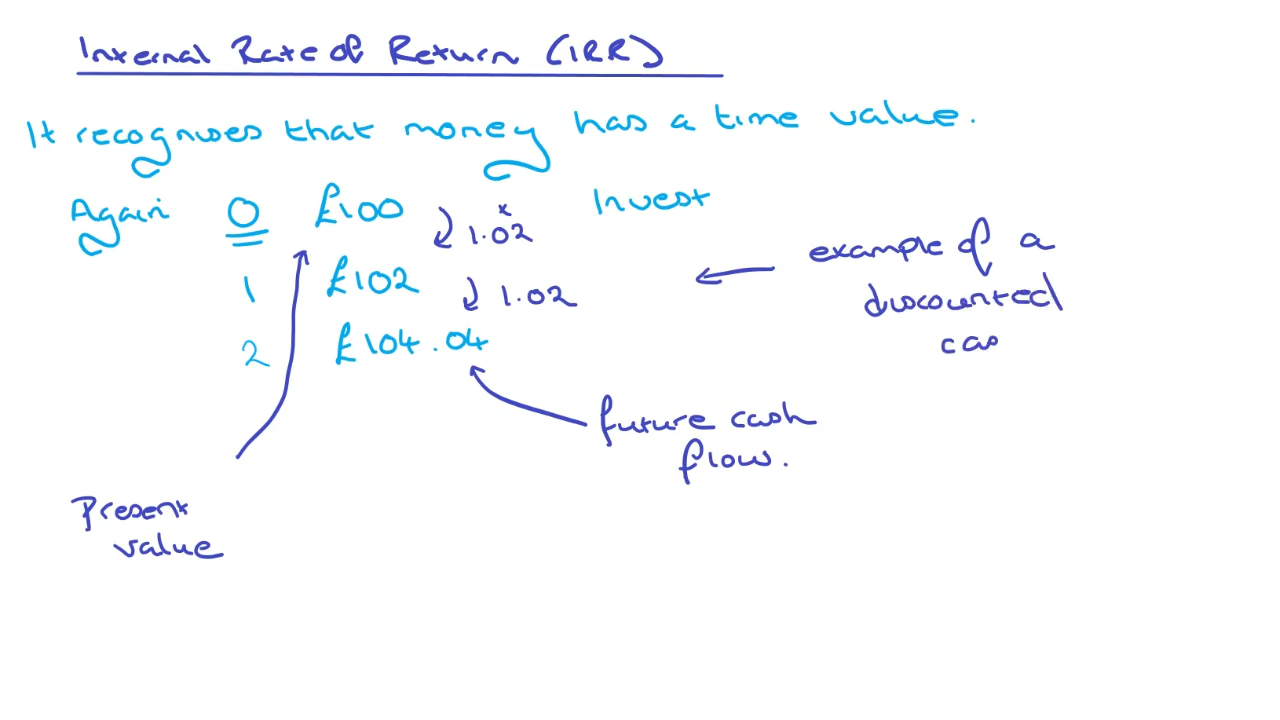 Internal Rate of Return (IRR)
It recognises that money has a time value.
Again 0 £100 Invest
× 1.02
1 £102
1.02
2 £104.04
example of a
discounted
cas
future cash
flow.
Present
value